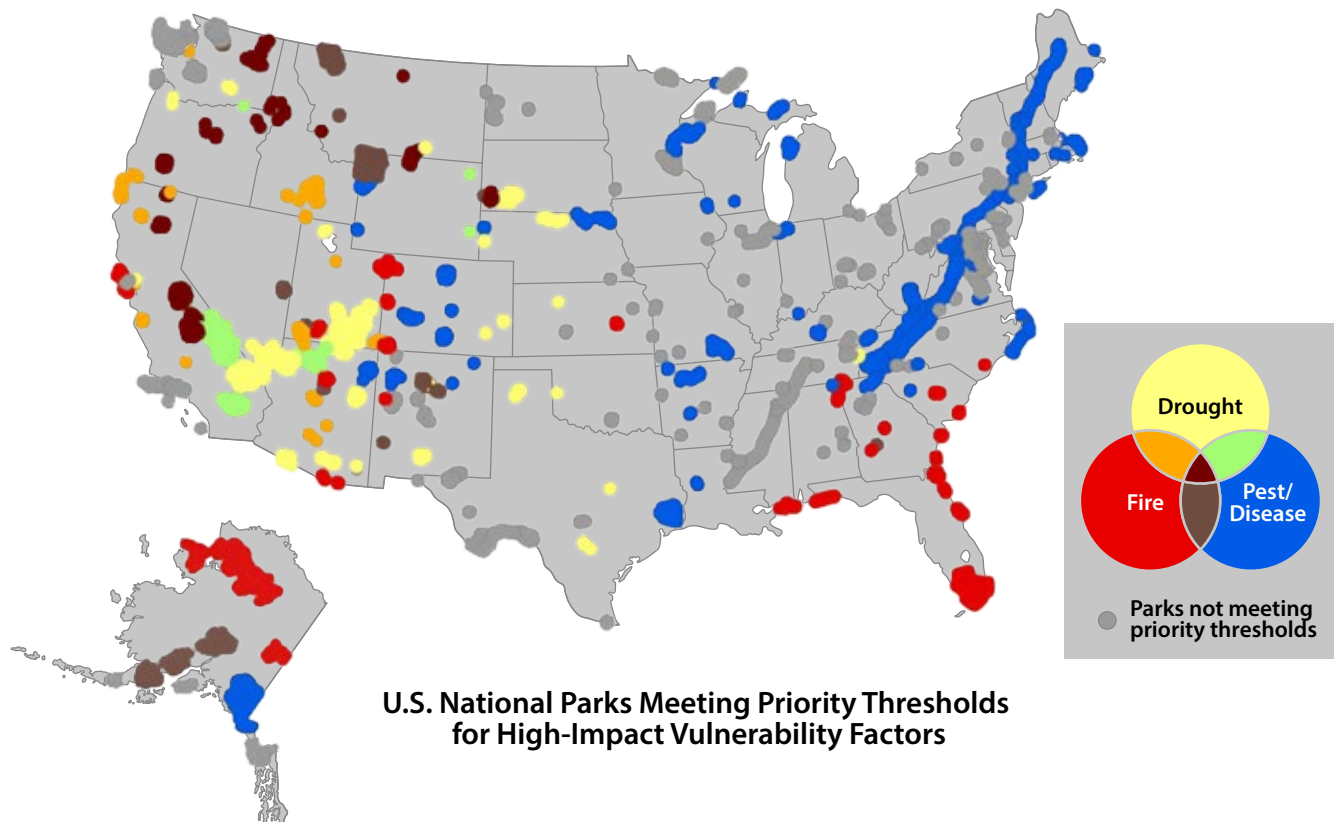 Drought
Fire
Pest/
Disease
Parks not meeting
priority thresholds
U.S. National Parks Meeting Priority Thresholds
for High-Impact Vulnerability Factors